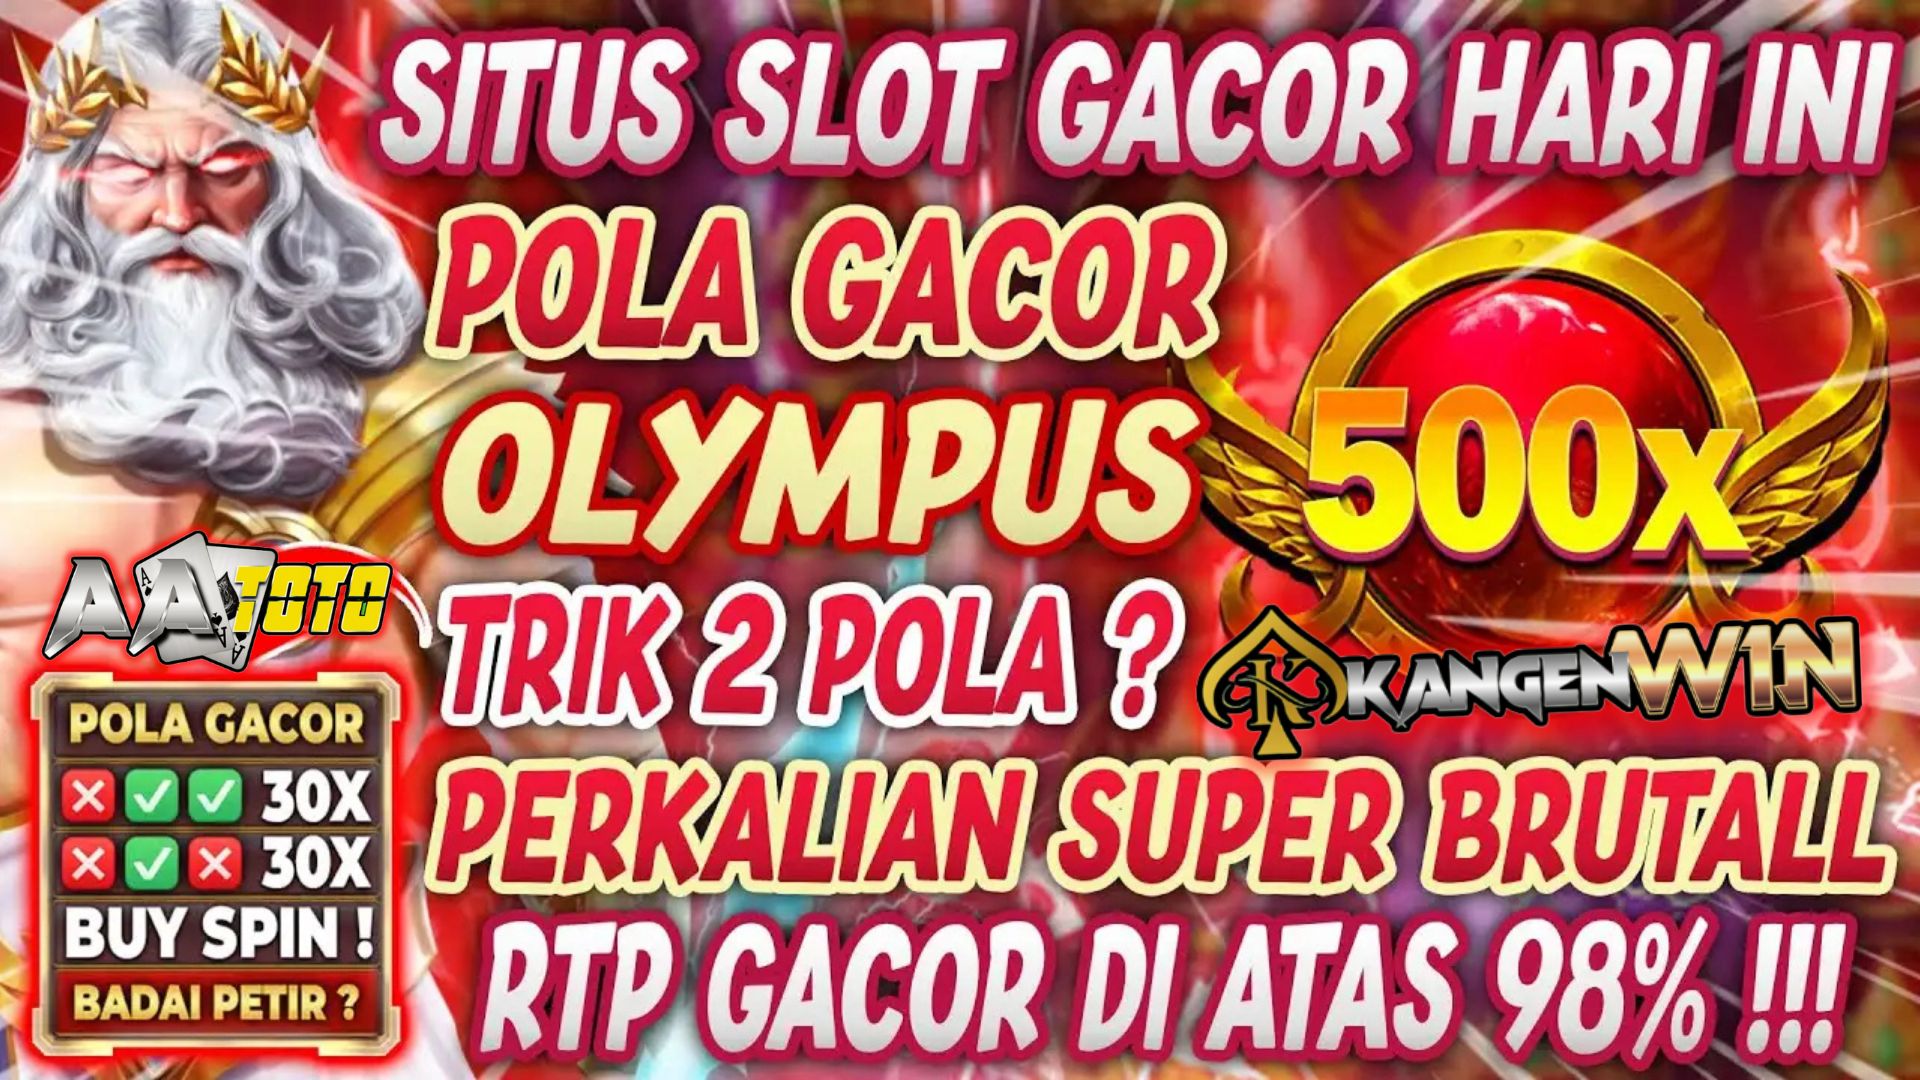 SITUS SLOT GACOR HARI INI
POLA GACOR
OLYMPUS
500x
TRIK 2 POLA ?
KANGENW1N
PERKALIAN SUPER BRUTALL
RTP GACOR DI ATAS 98% !!!
AATOTO
POLA GACOR
❌✅✅ 30X
❌✅❌ 30X
BUY SPIN !
BADAI PETIR ?